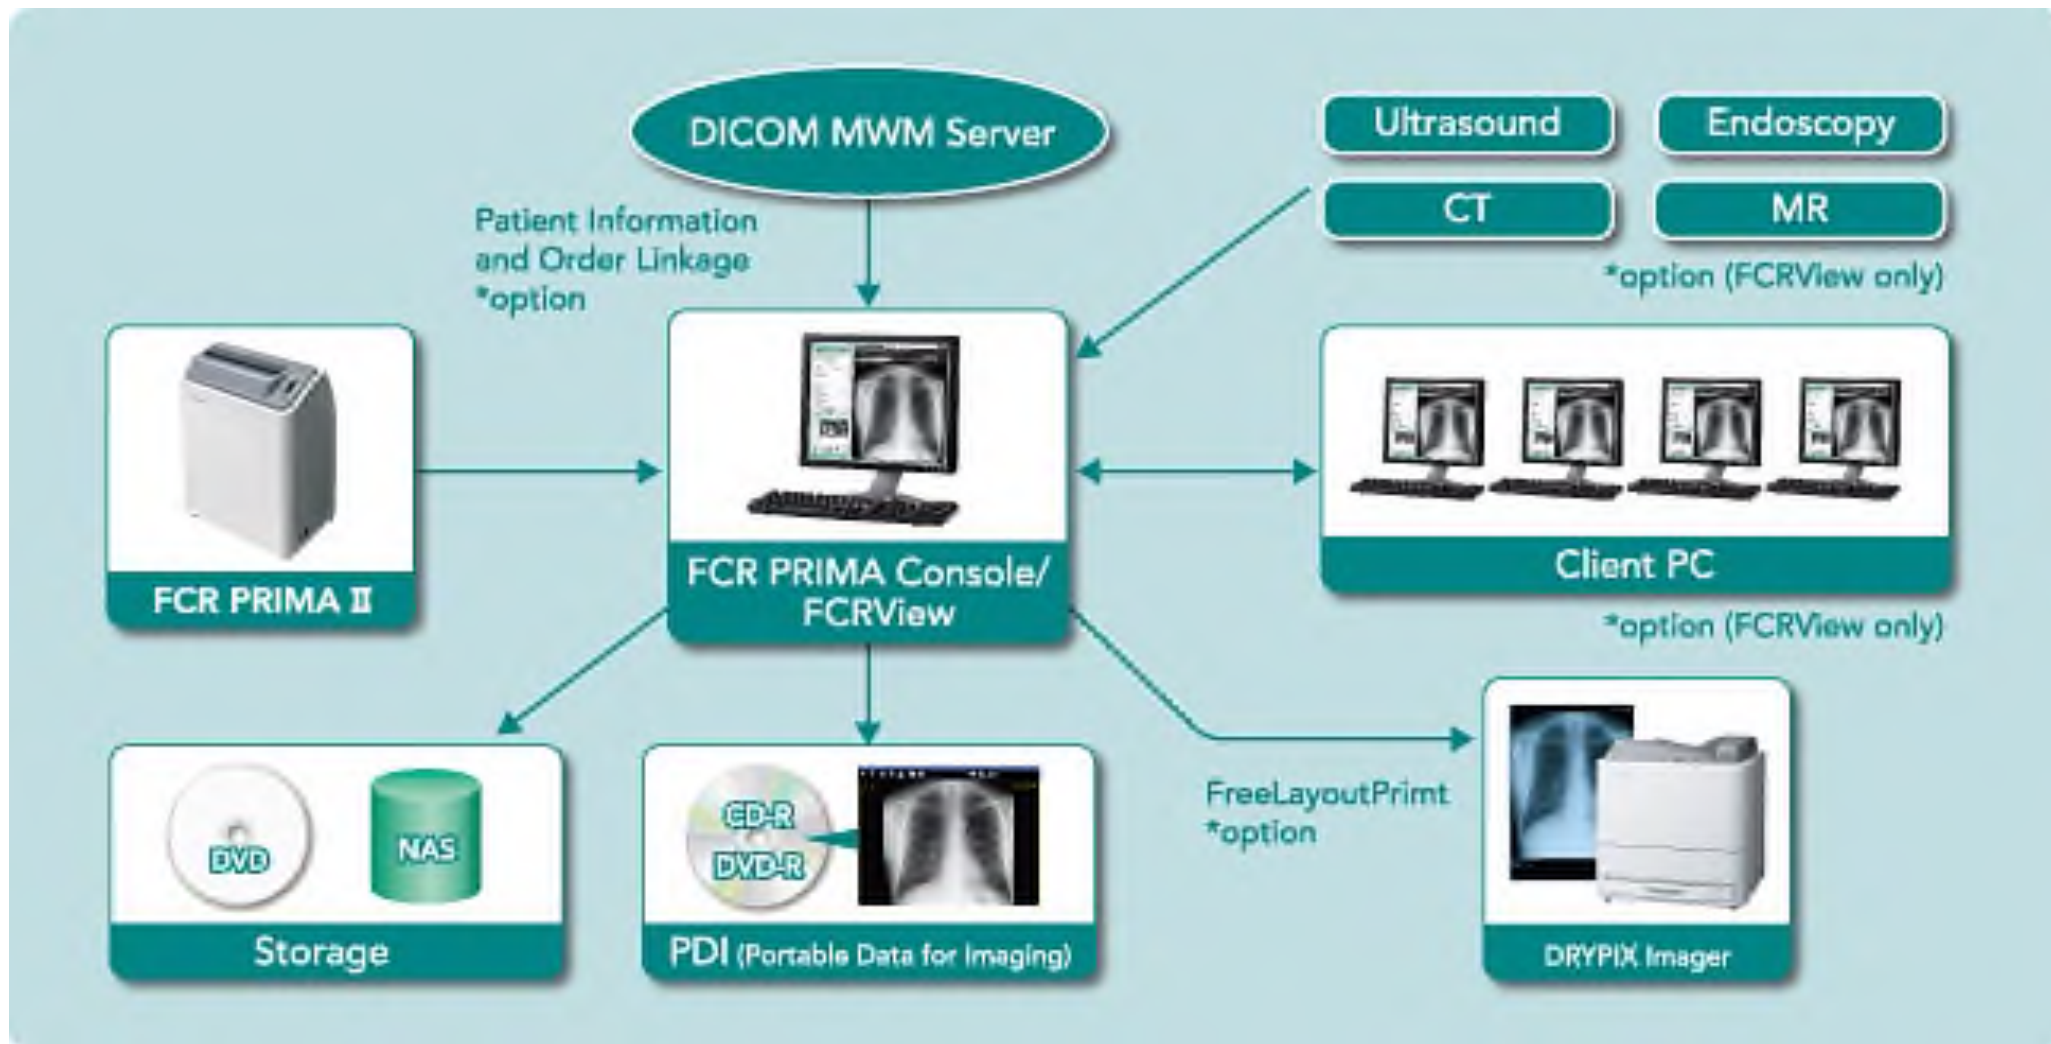 DICOM MWM Server
Ultrasound
Endoscopy
CT
MR
*option (FCRView only)
Patient Information
and Order Linkage
*option
FCR PRIMA II
FCR PRIMA Console/
FCRView
Client PC
*option (FCRView only)
DVD
NAS
Storage
CD-R
DVD-R
PDI (Portable Data for Imaging)
FreeLayoutPrimt
*option
DRYPIX Imager